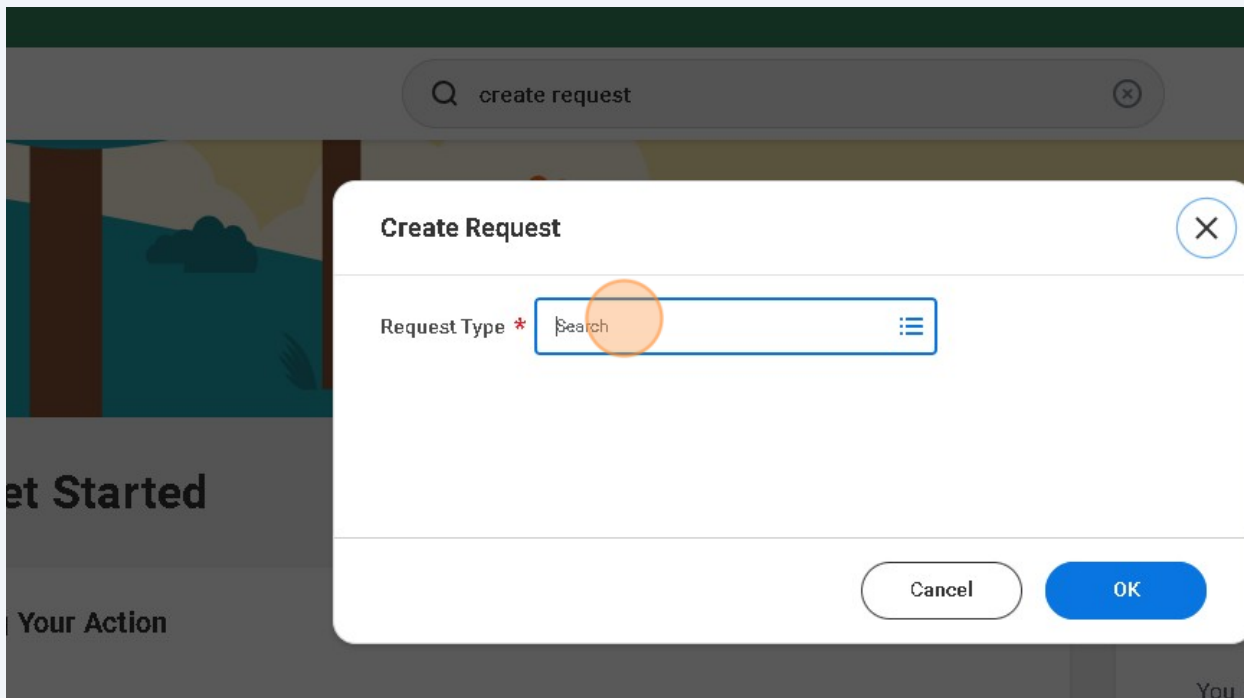 create request
Create Request
Request Type *
Search
et Started
Cancel
OK
Your Action
You